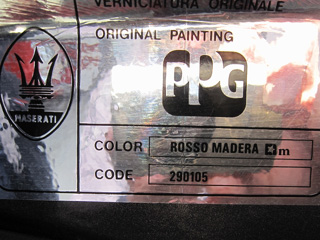 VERNICIATURA ORIGINALE
ORIGINAL PAINTING
PPG
MASERATI
COLOR ROSSO MADERA m
CODE 290105